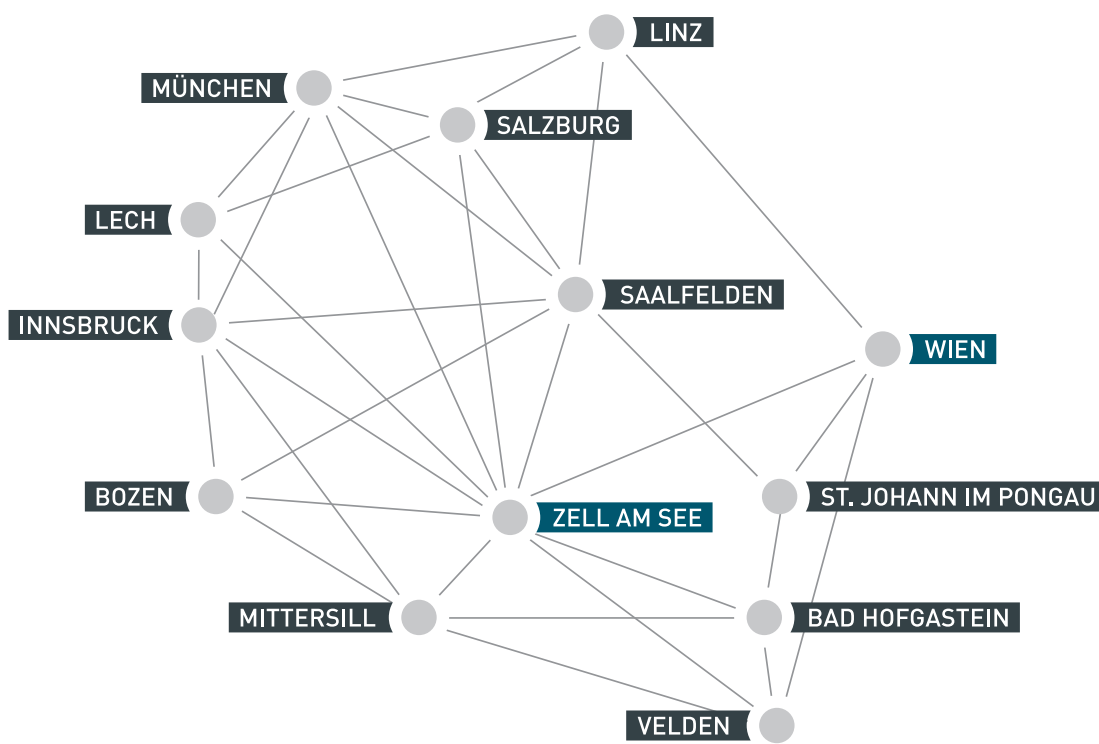 LINZ
MÜNCHEN
SALZBURG
LECH
SAALFELDEN
INNSBRUCK
WIEN
BOZEN
ST. JOHANN IM PONGAU
ZELL AM SEE
MITTERSILL
BAD HOFGASTEIN
VELDEN